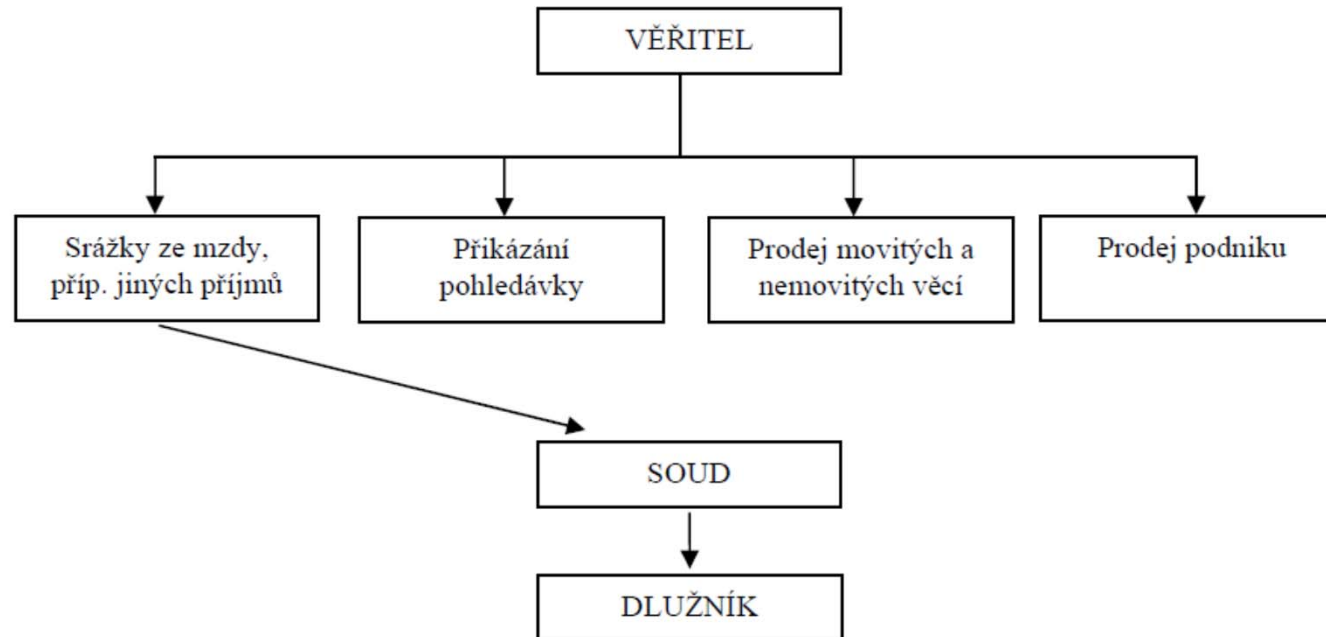 VĚŘITEL
Srážky ze mzdy,
příp. jiných příjmů
Přikázání
pohledávky
Prodej movitých a
nemovitých věcí
Prodej podniku
SOUD
DLUŽNÍK